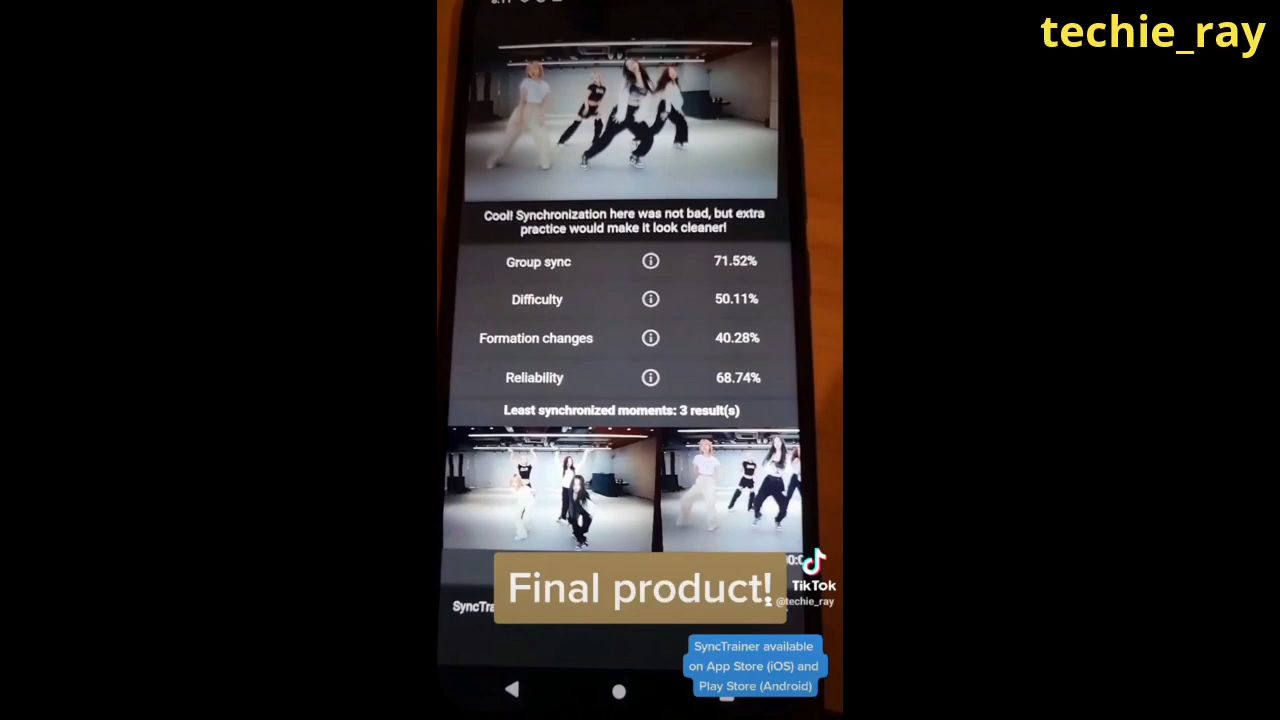 techie_ray
Cool! Synchronization here was not bad, but extra
practice would make it look cleaner!
Group sync 71.52%
Difficulty 50.11%
Formation changes 40.28%
Reliability 68.74%
Least synchronized moments: 3 result(s)
Final product!
SyncTra
TikTok
@techie_ray
SyncTrainer available
on App Store (iOS) and
Play Store (Android)